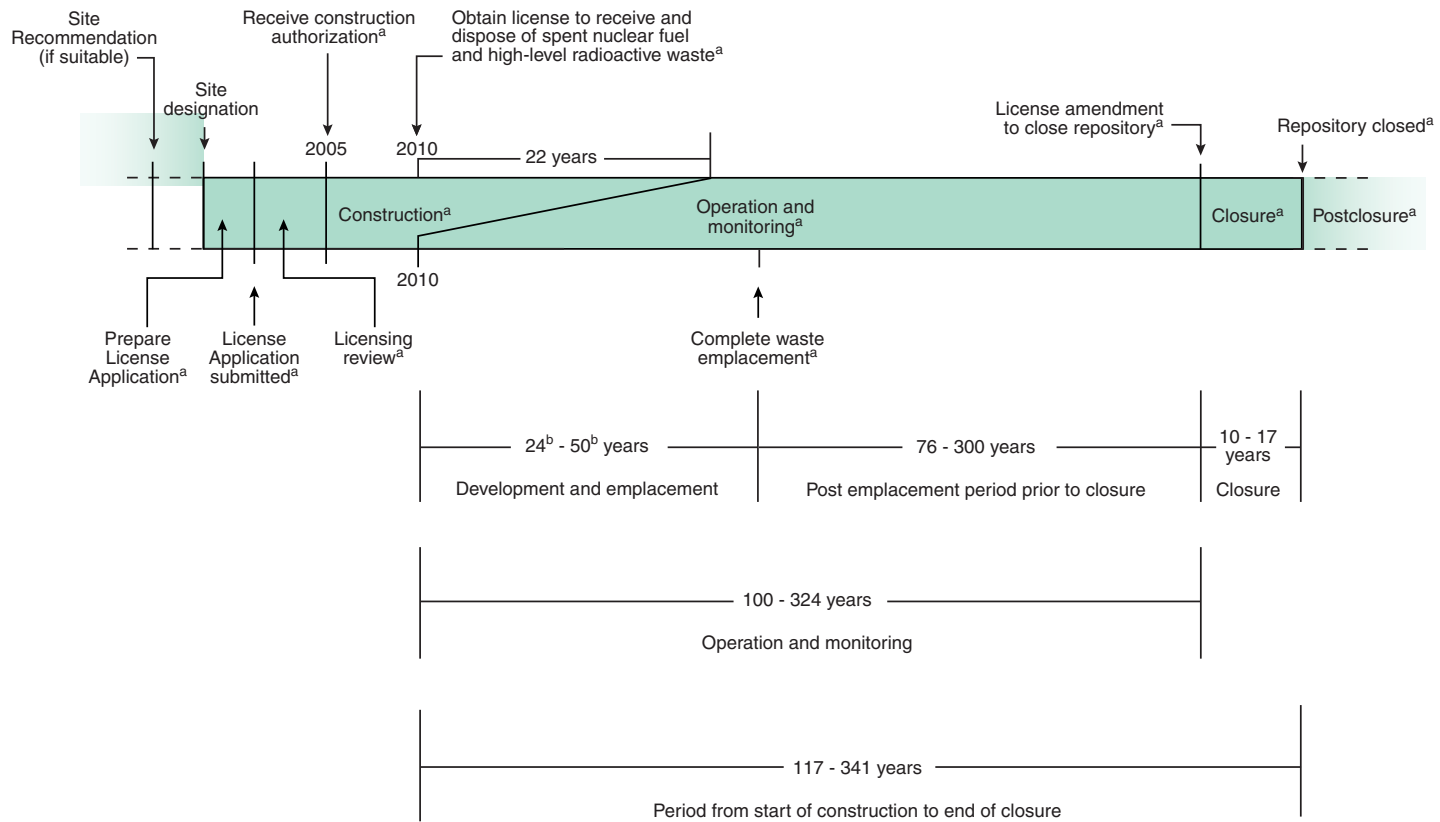 Site
Recommendation
(if suitable)
Site
designation
Receive construction
authorizationᵃ
2005
Obtain license to receive and
dispose of spent nuclear fuel
and high-level radioactive wasteᵃ
2010
22 years
License amendment
to close repositoryᵃ
Repository closedᵃ
Constructionᵃ
Operation and
monitoringᵃ
Closureᵃ
Postclosureᵃ
2010
Prepare
License
Applicationᵃ
License
Application
submittedᵃ
Licensing
reviewᵃ
Complete waste
emplacementᵃ
24ᵇ - 50ᵇ years
Development and emplacement
76 - 300 years
Post emplacement period prior to closure
10 - 17
years
Closure
100 - 324 years
Operation and monitoring
117 - 341 years
Period from start of construction to end of closure